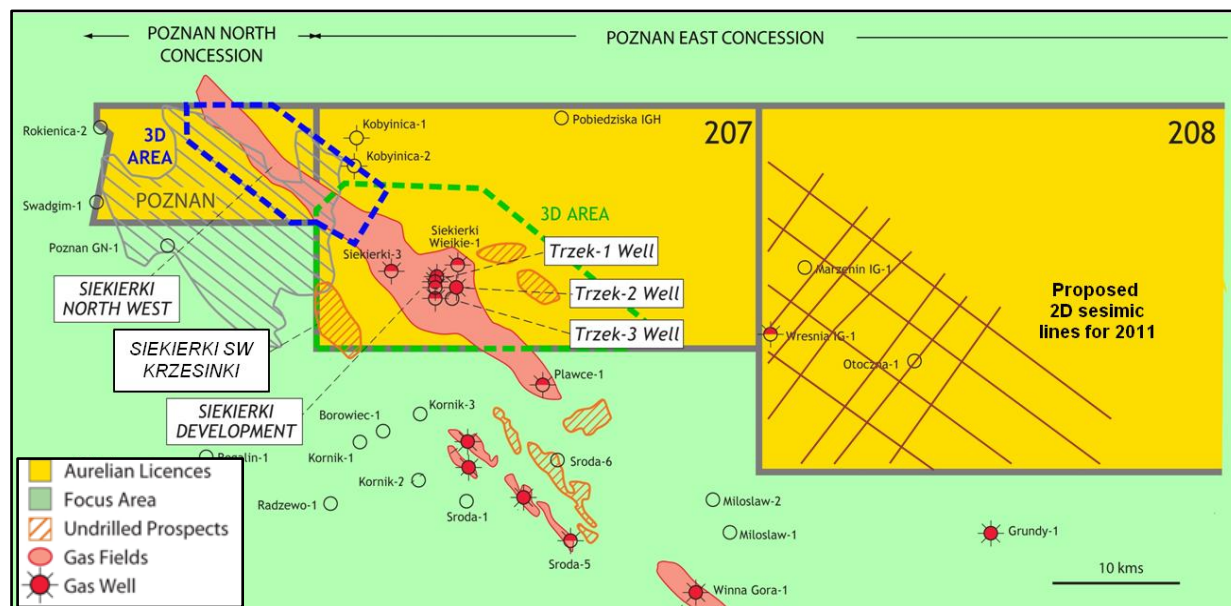 POZNAN NORTH
CONCESSION
POZNAN EAST CONCESSION
Rokienica-2
3D
AREA
Kobyinica-1
Kobyinica-2
Pobiedziska IGH
207
208
POZNAN
Swadgim-1
Poznan GN-1
3D AREA
Siekierki
Wieikie-1
Siekierki-3
Trzek-1 Well
Trzek-2 Well
Trzek-3 Well
SIEKIERKI
NORTH WEST
SIEKIERKI SW
KRZESINKI
SIEKIERKI
DEVELOPMENT
Marzenin IG-1
Wresnia IG-1
Otoczna-1
Proposed
2D sesimic
lines for 2011
Plawce-1
Kornik-3
Borowiec-1
Kornik-1
Kornik-2
Radzewo-1
Sroda-1
Sroda-6
Sroda-5
Miloslaw-2
Miloslaw-1
Grundy-1
Winna Gora-1
10 kms
Aurelian Licences
Focus Area
Undrilled Prospects
Gas Fields
Gas Well